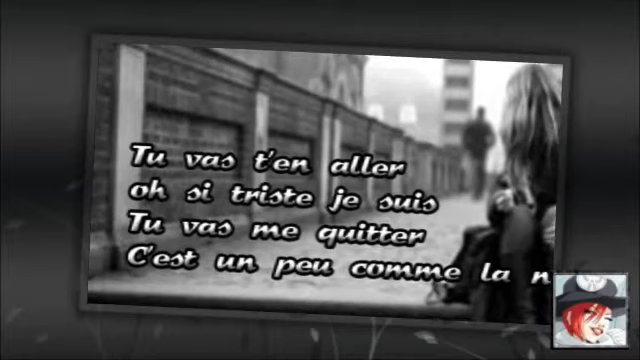 Tu vas t'en aller
oh si triste je suis
Tu vas me quitter
C'est un peu comme la n